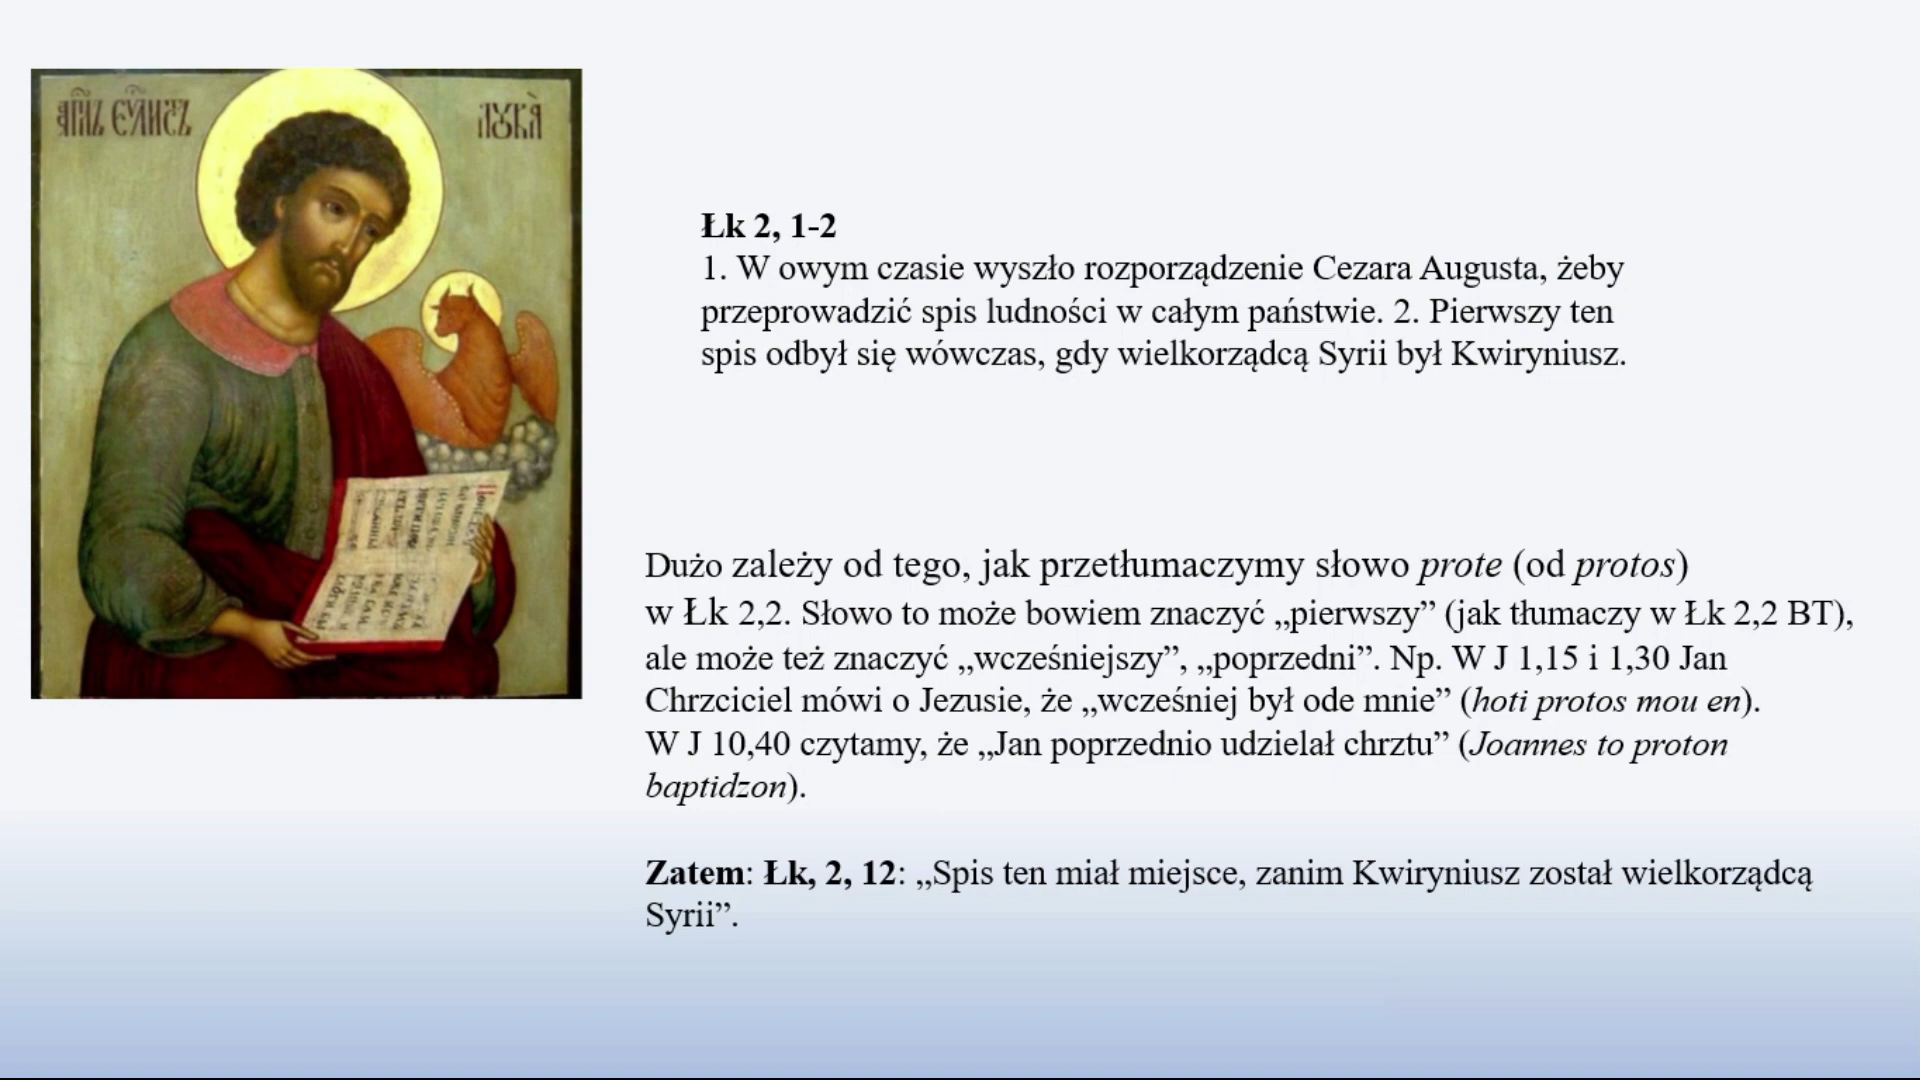 Łk 2, 1-2
1. W owym czasie wyszło rozporządzenie Cezara Augusta, żeby
przeprowadzić spis ludności w całym państwie. 2. Pierwszy ten
spis odbył się wówczas, gdy wielkorządcą Syrii był Kwiryniusz.
Dużo zależy od tego, jak przetłumaczymy słowo prote (od protos)
w Łk 2,2. Słowo to może bowiem znaczyć „pierwszy” (jak tłumaczy w Łk 2,2 BT),
ale może też znaczyć „wcześniejszy”, „poprzedni”. Np. W J 1,15 i 1,30 Jan
Chrzciciel mówi o Jezusie, że „wcześniej był ode mnie” (hoti protos mou en).
W J 10,40 czytamy, że „Jan poprzednio udzielał chrztu” (Joannes to proton
baptidzon).
Zatem: Łk, 2, 12: „Spis ten miał miejsce, zanim Kwiryniusz został wielkorządcą
Syrii”.